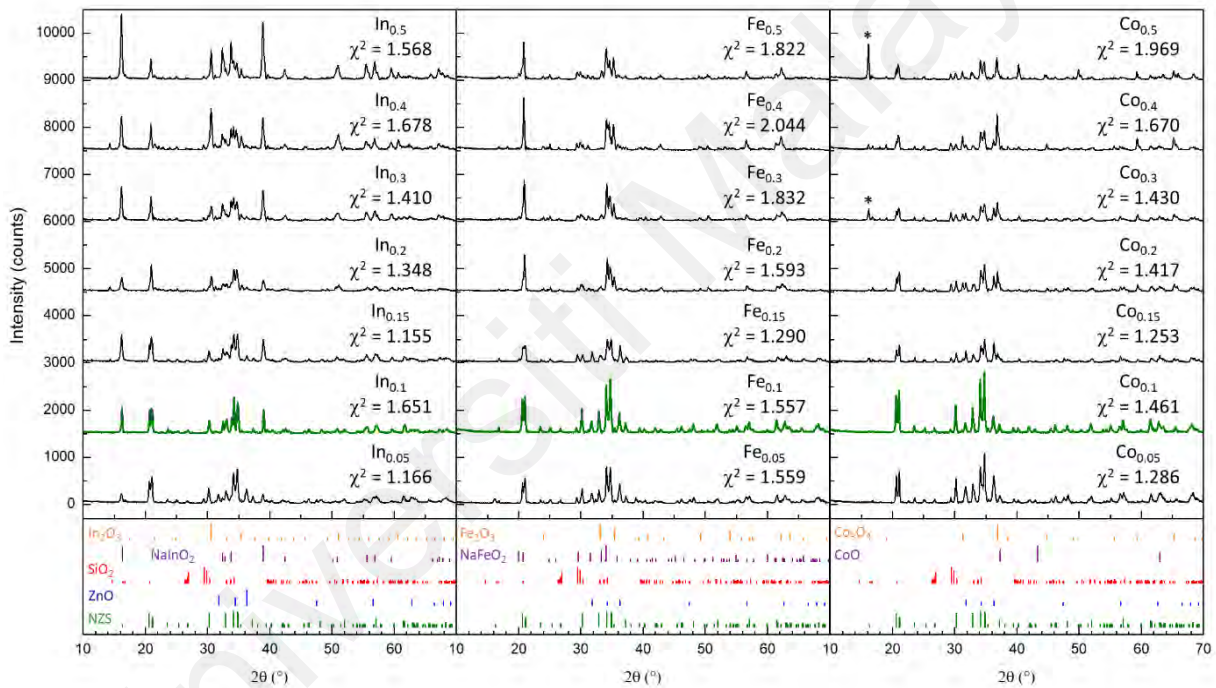 Intensity (counts)
10000
9000
8000
7000
6000
5000
4000
3000
2000
1000
0
In₀.₅
χ² = 1.568
In₀.₄
χ² = 1.678
In₀.₃
χ² = 1.410
In₀.₂
χ² = 1.348
In₀.₁₅
χ² = 1.155
In₀.₁
χ² = 1.651
In₀.₀₅
χ² = 1.166
Fe₀.₅
χ² = 1.822
Fe₀.₄
χ² = 2.044
Fe₀.₃
χ² = 1.832
Fe₀.₂
χ² = 1.593
Fe₀.₁₅
χ² = 1.290
Fe₀.₁
χ² = 1.557
Fe₀.₀₅
χ² = 1.559
*
Co₀.₅
χ² = 1.969
Co₀.₄
χ² = 1.670
*
Co₀.₃
χ² = 1.430
Co₀.₂
χ² = 1.417
Co₀.₁₅
χ² = 1.253
Co₀.₁
χ² = 1.461
Co₀.₀₅
χ² = 1.286
In₂O₃
NaInO₂
SiO₂
ZnO
NZS
Fe₂O₃
NaFeO₂
CoO
10 20 30 40 50 60 70
10 20 30 40 50 60 70
10 20 30 40 50 60 70
2θ (°)
2θ (°)
2θ (°)
Universiti Malay